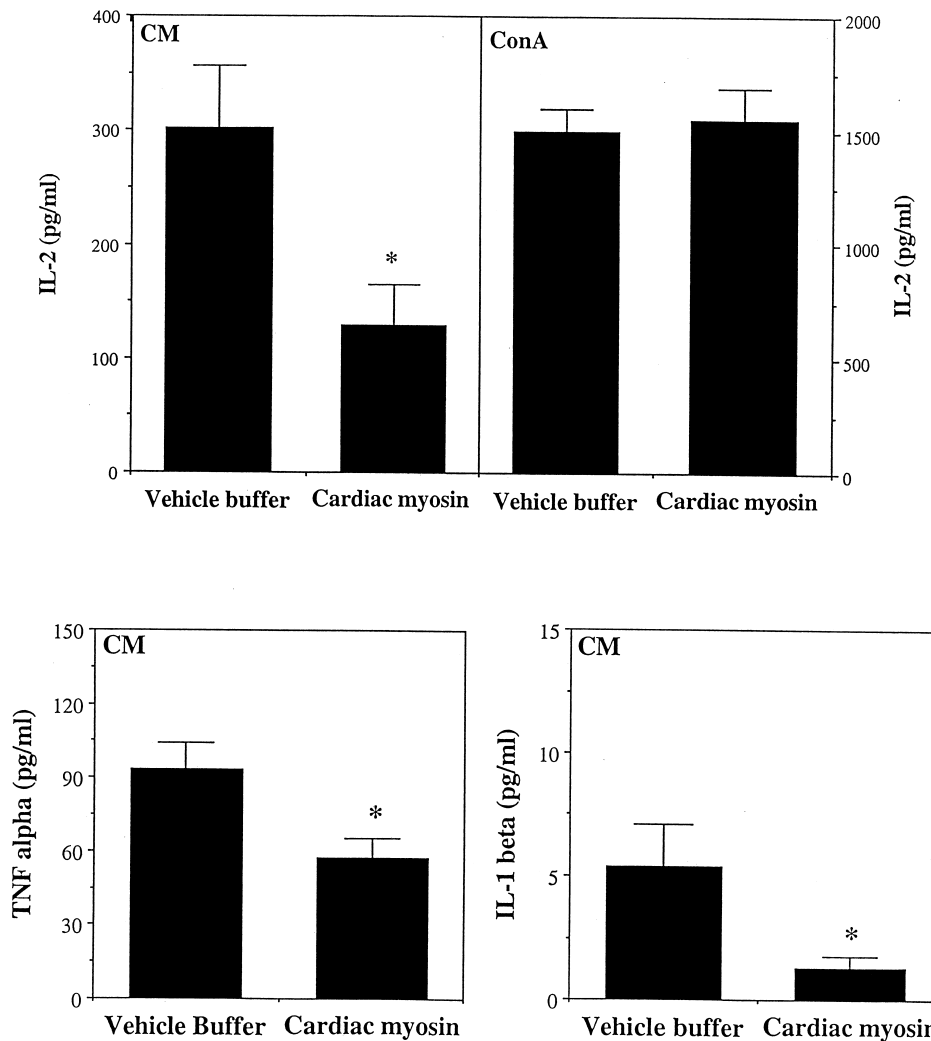 CM
ConA
400
300
200
100
0
IL-2 (pg/ml)
*
2000
1500
1000
500
0
IL-2 (pg/ml)
Vehicle buffer Cardiac myosin Vehicle buffer Cardiac myosin
CM
150
120
90
60
30
0
TNF alpha (pg/ml)
*
Vehicle Buffer Cardiac myosin
CM
15
10
5
0
IL-1 beta (pg/ml)
*
Vehicle buffer Cardiac myosin